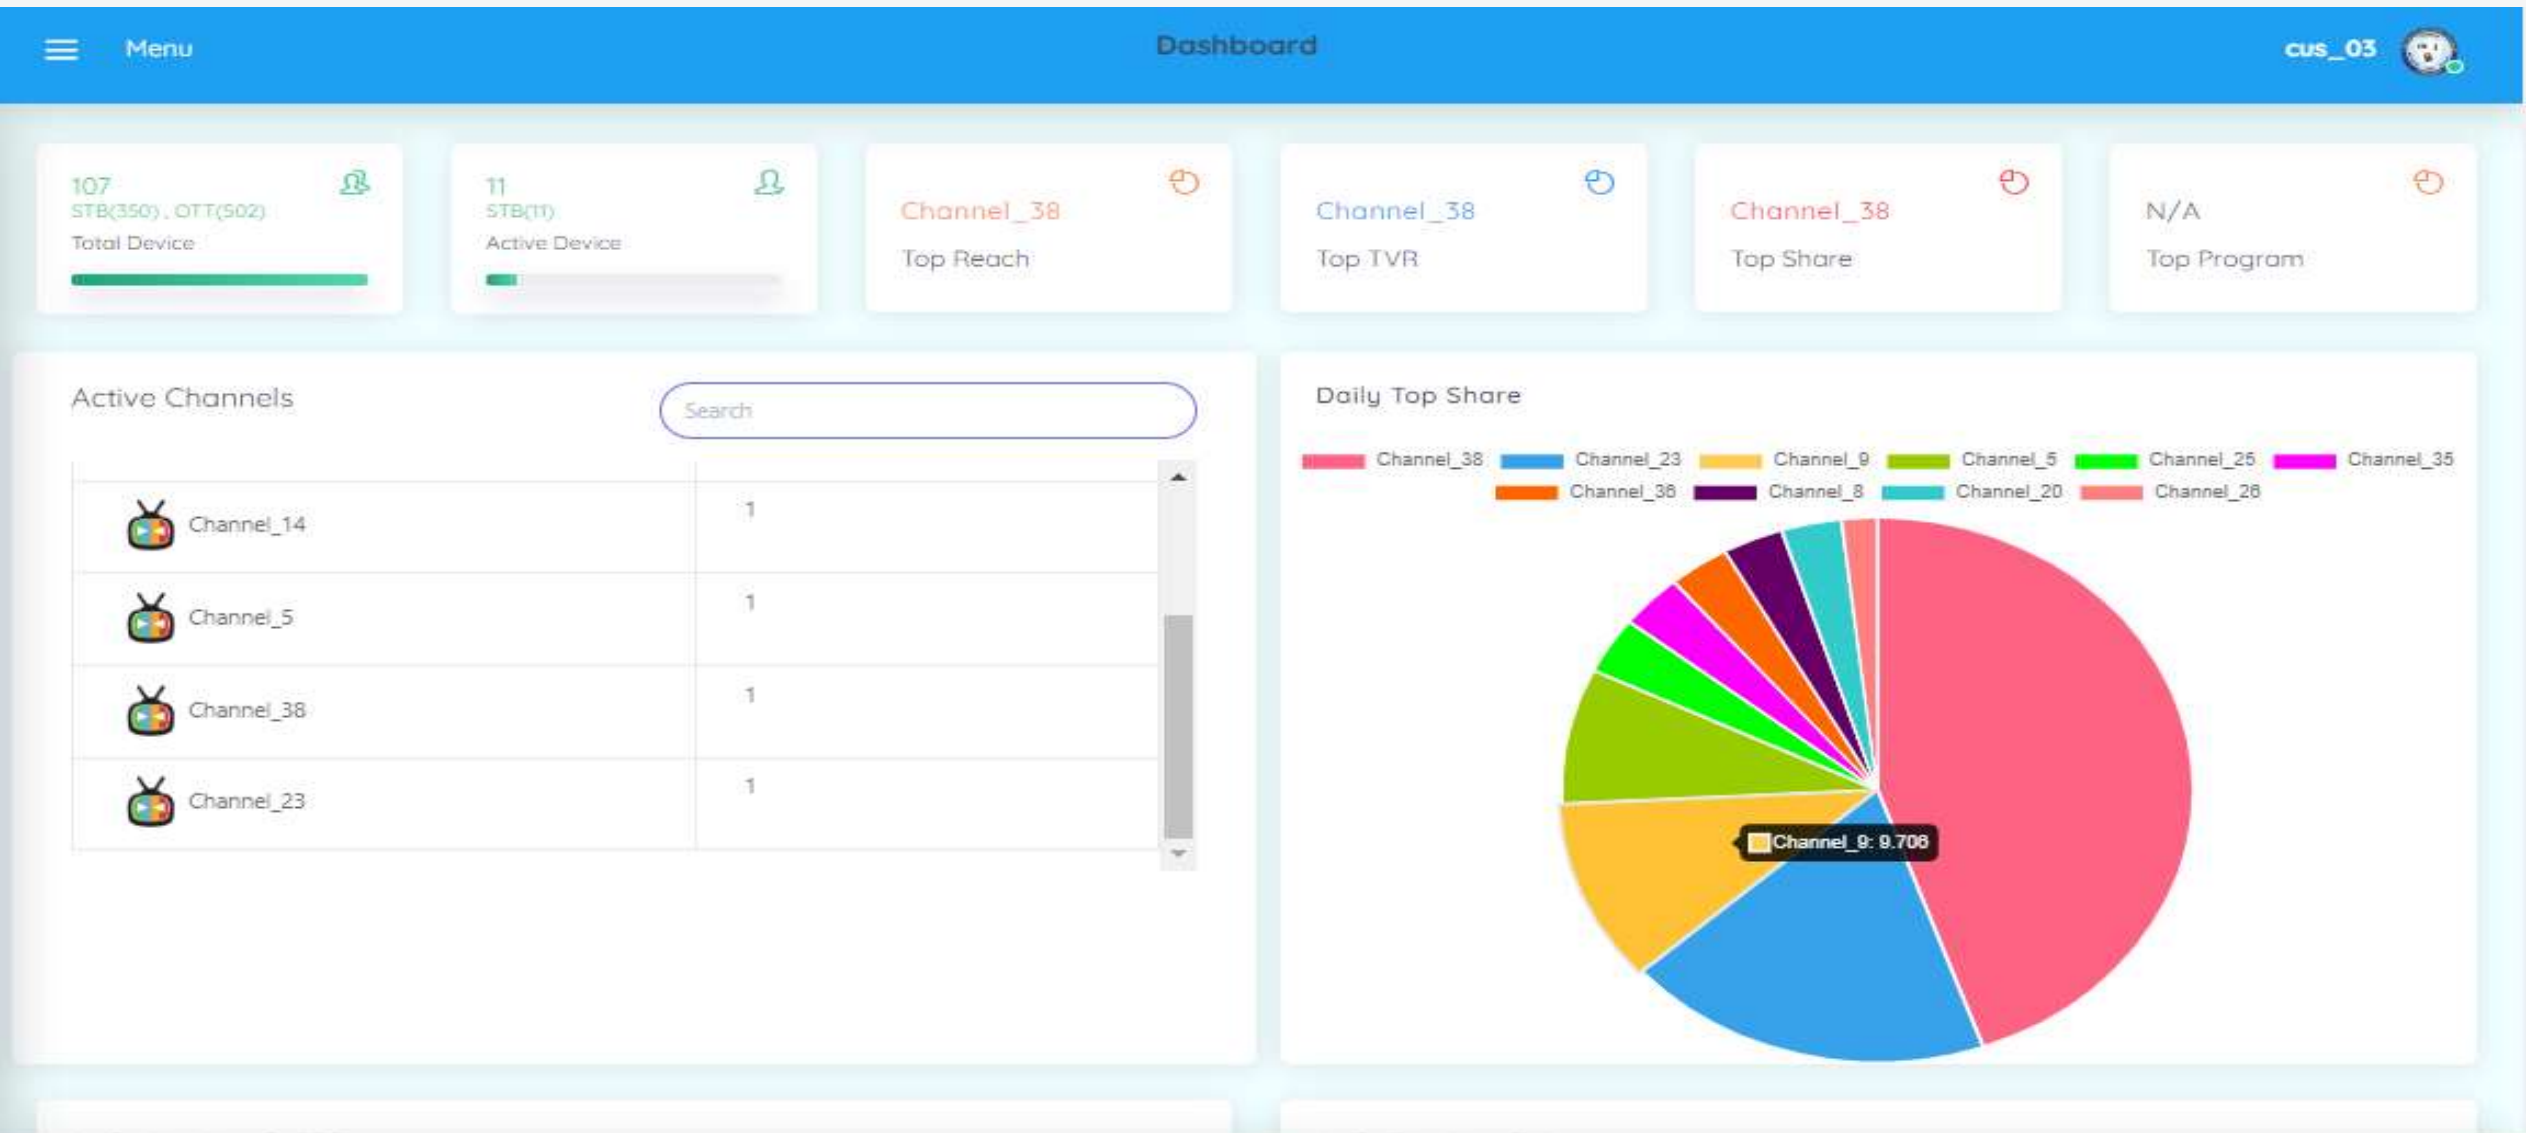 Menu
Dashboard
cus_03
107
STB(350) , OTT(502)
Total Device
11
STB(11)
Active Device
Channel_38
Top Reach
Channel_38
Top TVR
Channel_38
Top Share
N/A
Top Program
Active Channels
Search
Channel_14 1
Channel_5 1
Channel_38 1
Channel_23 1
Daily Top Share
Channel_38 Channel_23 Channel_9 Channel_5 Channel_25 Channel_35
Channel_36 Channel_8 Channel_20 Channel_26
Channel_9: 9.706